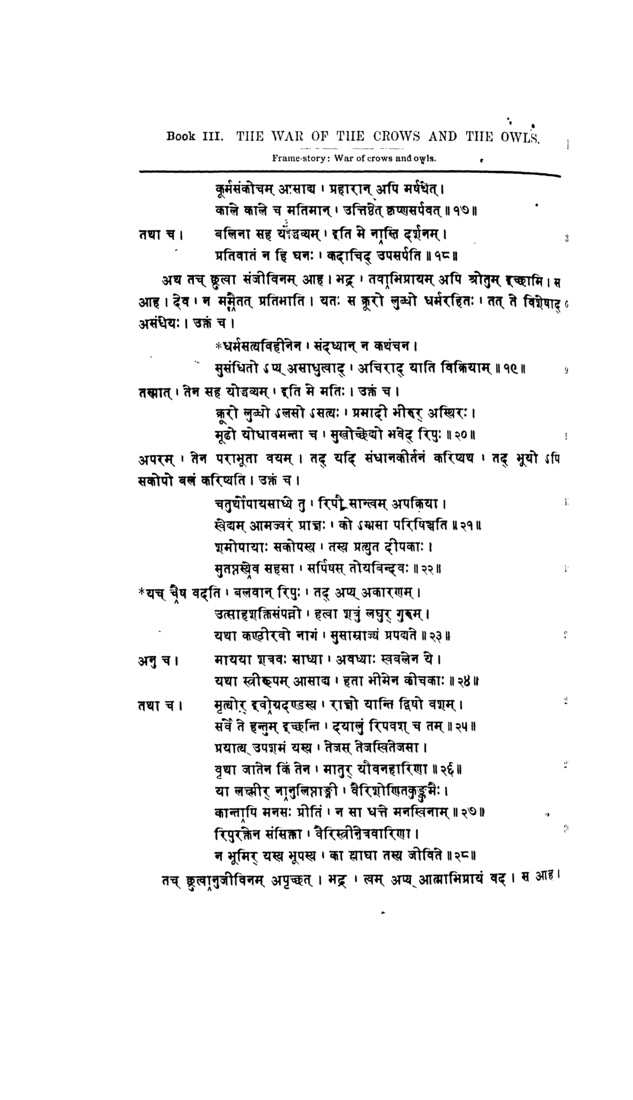 Book III. THE WAR OF THE CROWS AND THE OWLS.
Frame-story: War of crows and owls.
कूर्मसंकोचम् आसाद्य । प्रहारान् अपि मर्षयेत् ।
काले काले च मतिमान् । उत्तिष्ठेत् कृष्णसर्पवत् ॥१७॥
तथा च । बलिना सह योद्धव्यम् । इति मे नास्ति दर्शनम् । 3
प्रतिवातं न हि घनः । कदाचिद् उपसर्पति ॥१८॥
अथ तच् छ्रुत्वा संजीविनम् आह । भद्र । तवाभिप्रायम् अपि श्रोतुम् इच्छामि । स
आह । देव । न ममैतत् प्रतिभाति । यतः स क्रूरो लुब्धो धर्मरहितः । तत् ते विशेषाद् 6
असंधेयः । उक्तं च ।
*धर्मसत्यविहीनेन । संदध्यान् न कथंचन ।
सुसंधितो ऽप्य् असाधुत्वाद् । अचिराद् याति विक्रियाम् ॥१९॥ 9
तस्मात् । तेन सह योद्धव्यम् । इति मे मतिः । उक्तं च ।
क्रूरो लुब्धो ऽलसो ऽसत्यः । प्रमादी भीरुर् अस्थिरः ।
मूढो योधावमन्ता च । सुखोच्छेद्यो भवेद् रिपुः ॥२०॥
अपरम् । तेन पराभूता वयम् । तद् यदि संधानकीर्तनं करिष्यथ । तद् भूयो ऽपि
सकोपो बलं करिष्यति । उक्तं च ।
चतुर्थोपायसाध्ये तु । रिपौ सान्त्वम् अपक्रिया ।
स्वेद्यम् आमज्वरं प्राज्ञः । को ऽम्भसा परिषिञ्चति ॥२१॥
शमोपायाः सकोपस्य । तस्य प्रत्युत दीपकाः ।
सुतप्तस्येव सहसा । सर्पिषस् तोयबिन्दवः ॥२२॥
*यच् चैष वदति । बलवान् रिपुः । तद् अप्य् अकारणम् ।
उत्साहशक्तिसंपन्नो । हत्वा शत्रुं लघुर् गुरुम् ।
यथा कण्ठीरवो नागं । सुसाम्राज्यं प्रपद्यते ॥२३॥
अनु च । मायया शत्रवः साध्या । अवध्याः स्वबलेन ये ।
यथा स्त्रीरूपम् आसाद्य । हता भीमेन कीचकाः ॥२४॥
तथा च । मृत्योर् इवोग्रदण्डस्य । राज्ञो यान्ति द्विषो वशम् ।
सर्वे ते हन्तुम् इच्छन्ति । दयालुं रिपवश् च तम् ॥२५॥
प्रयात्य् उपशमं यस्य । तेजस् तेजस्वितेजसा ।
वृथा जातेन किं तेन । मातुर् यौवनहारिणा ॥२६॥
या लक्ष्मीर् नानुलिप्ताङ्गी । वैरिशोणितकुङ्कुमैः ।
कान्तापि मनसः प्रीतिं । न सा धत्ते मनस्विनाम् ॥२७॥
रिपुरक्तेन संसिक्ता । वैरिस्त्रीनेत्रवारिणा ।
न भूमिर् यस्य भूपस्य । का श्लाघा तस्य जीविते ॥२८॥
तच् छ्रुत्वानुजीविनम् अपृच्छत् । भद्र । त्वम् अप्य् आत्माभिप्रायं वद् । स आह ।